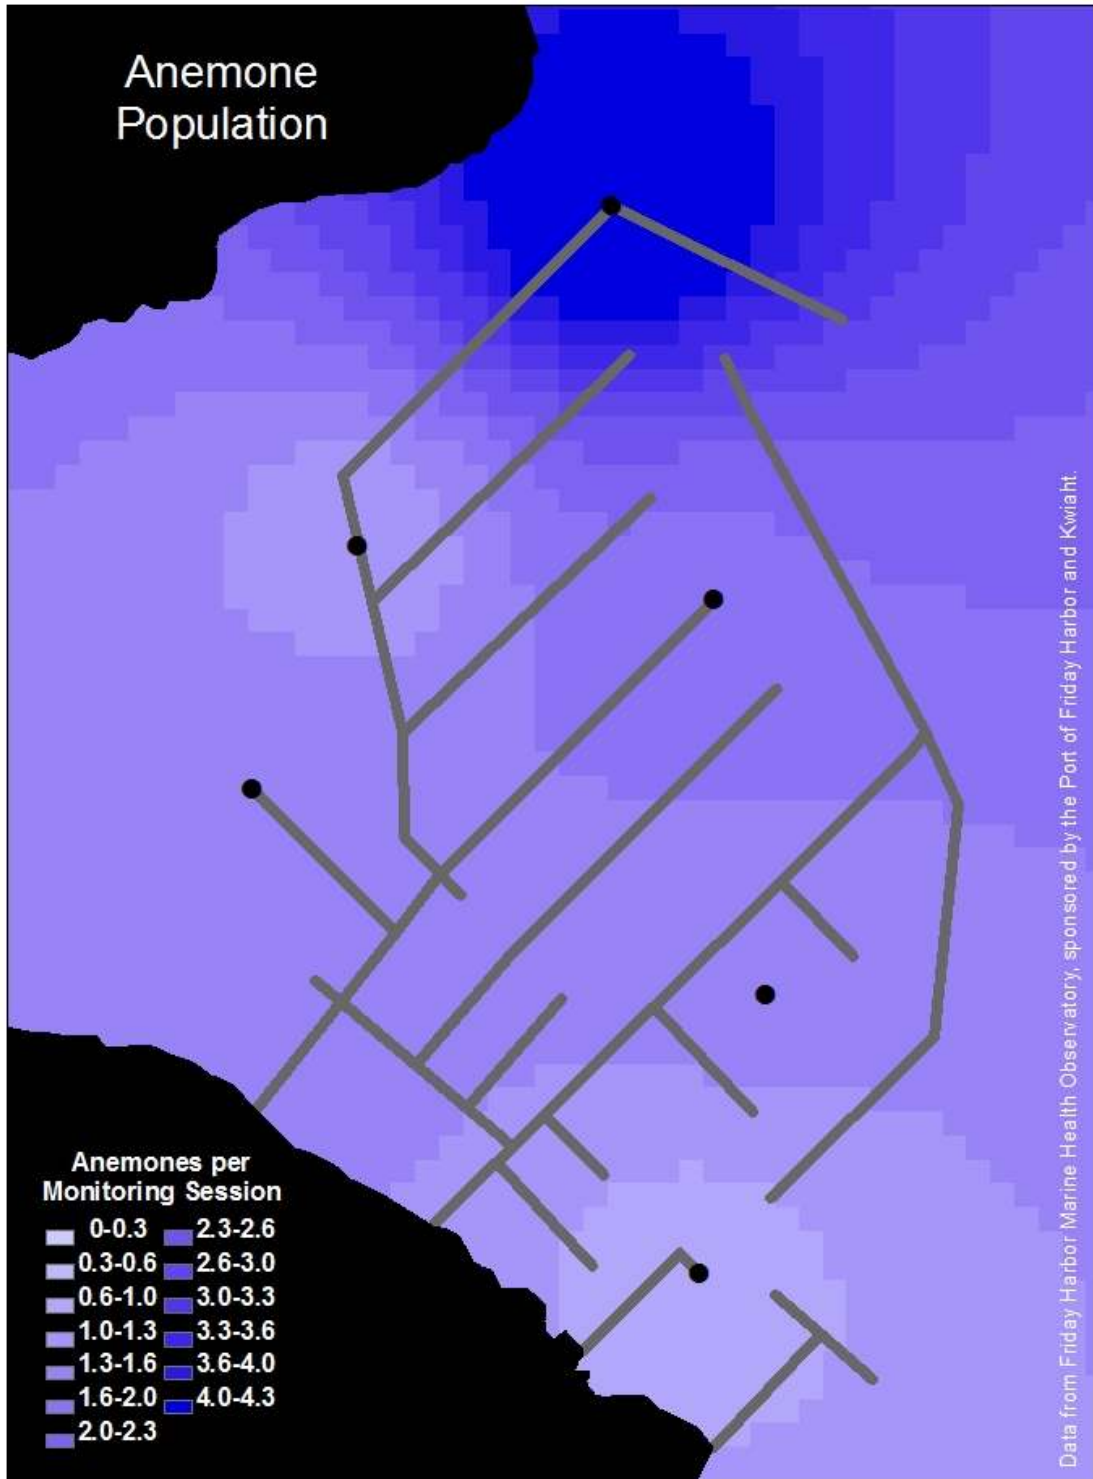 Anemone
Population
Anemones per
Monitoring Session
0-0.3
0.3-0.6
0.6-1.0
1.0-1.3
1.3-1.6
1.6-2.0
2.0-2.3
2.3-2.6
2.6-3.0
3.0-3.3
3.3-3.6
3.6-4.0
4.0-4.3
Data from Friday Harbor Marine Health Observatory, sponsored by the Port of Friday Harbor and Kwiaht.